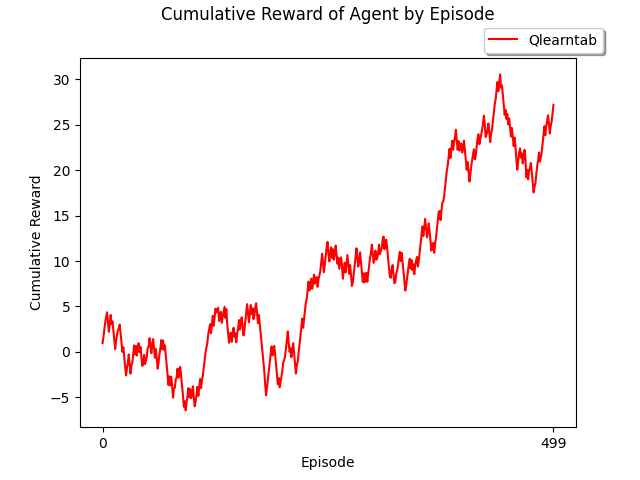 Cumulative Reward of Agent by Episode
Qlearntab
30
25
20
15
10
5
0
−5
Cumulative Reward
0
499
Episode